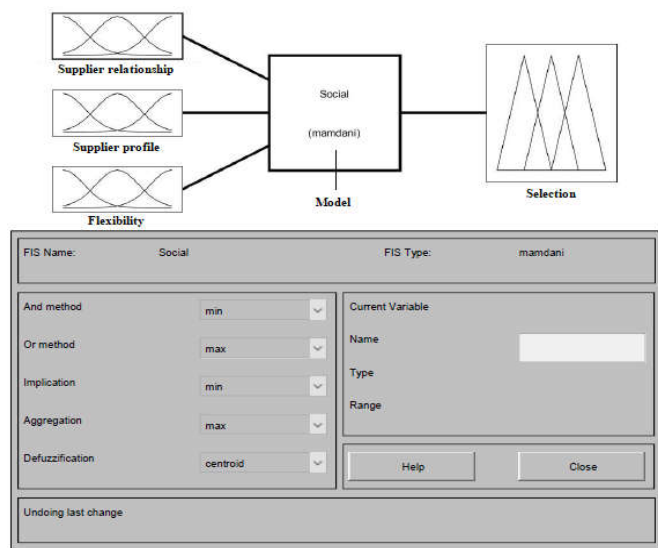 Supplier relationship
Supplier profile
Flexibility
Social
(mamdani)
Model
Selection
FIS Name: Social FIS Type: mamdani
And method min
Or method max
Implication min
Aggregation max
Defuzzification centroid
Current Variable
Name
Type
Range
Help Close
Undoing last change